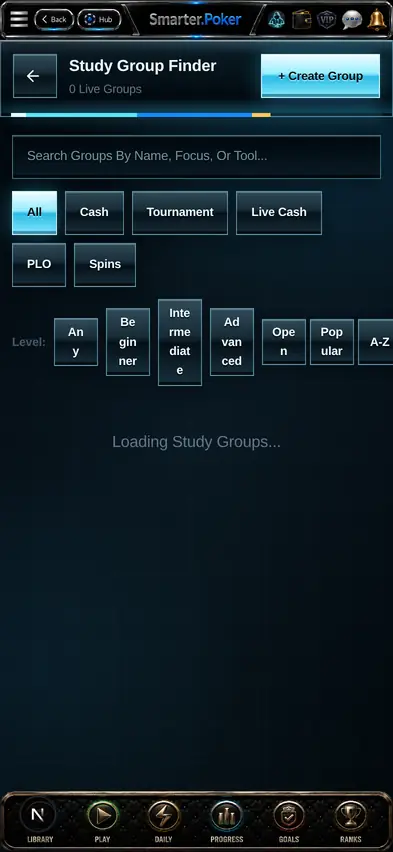 Back
Hub
Smarter.Poker
VIP
Study Group Finder
0 Live Groups
+ Create Group
Search Groups By Name, Focus, Or Tool...
All
Cash
Tournament
Live Cash
PLO
Spins
Level:
An
y
Be
gin
ner
Inte
rme
diat
e
Ad
van
ced
Ope
n
Pop
ular
A-Z
Loading Study Groups...
N
LIBRARY
PLAY
DAILY
PROGRESS
GOALS
RANKS